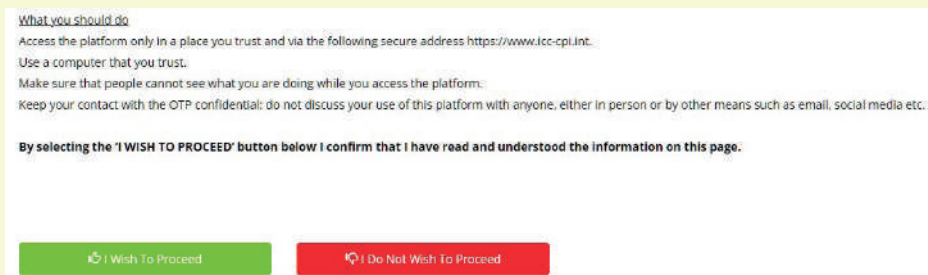 What you should do
Access the platform only in a place you trust and via the following secure address https://www.icc-cpi.int.
Use a computer that you trust.
Make sure that people cannot see what you are doing while you access the platform.
Keep your contact with the OTP confidential: do not discuss your use of this platform with anyone, either in person or by other means such as email, social media etc.
By selecting the 'I WISH TO PROCEED' button below I confirm that I have read and understood the information on this page.
I Wish To Proceed
I Do Not Wish To Proceed